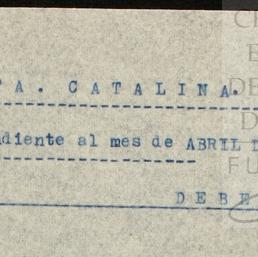 A. CATALINA.
diente al mes de ABRIL
DEBE